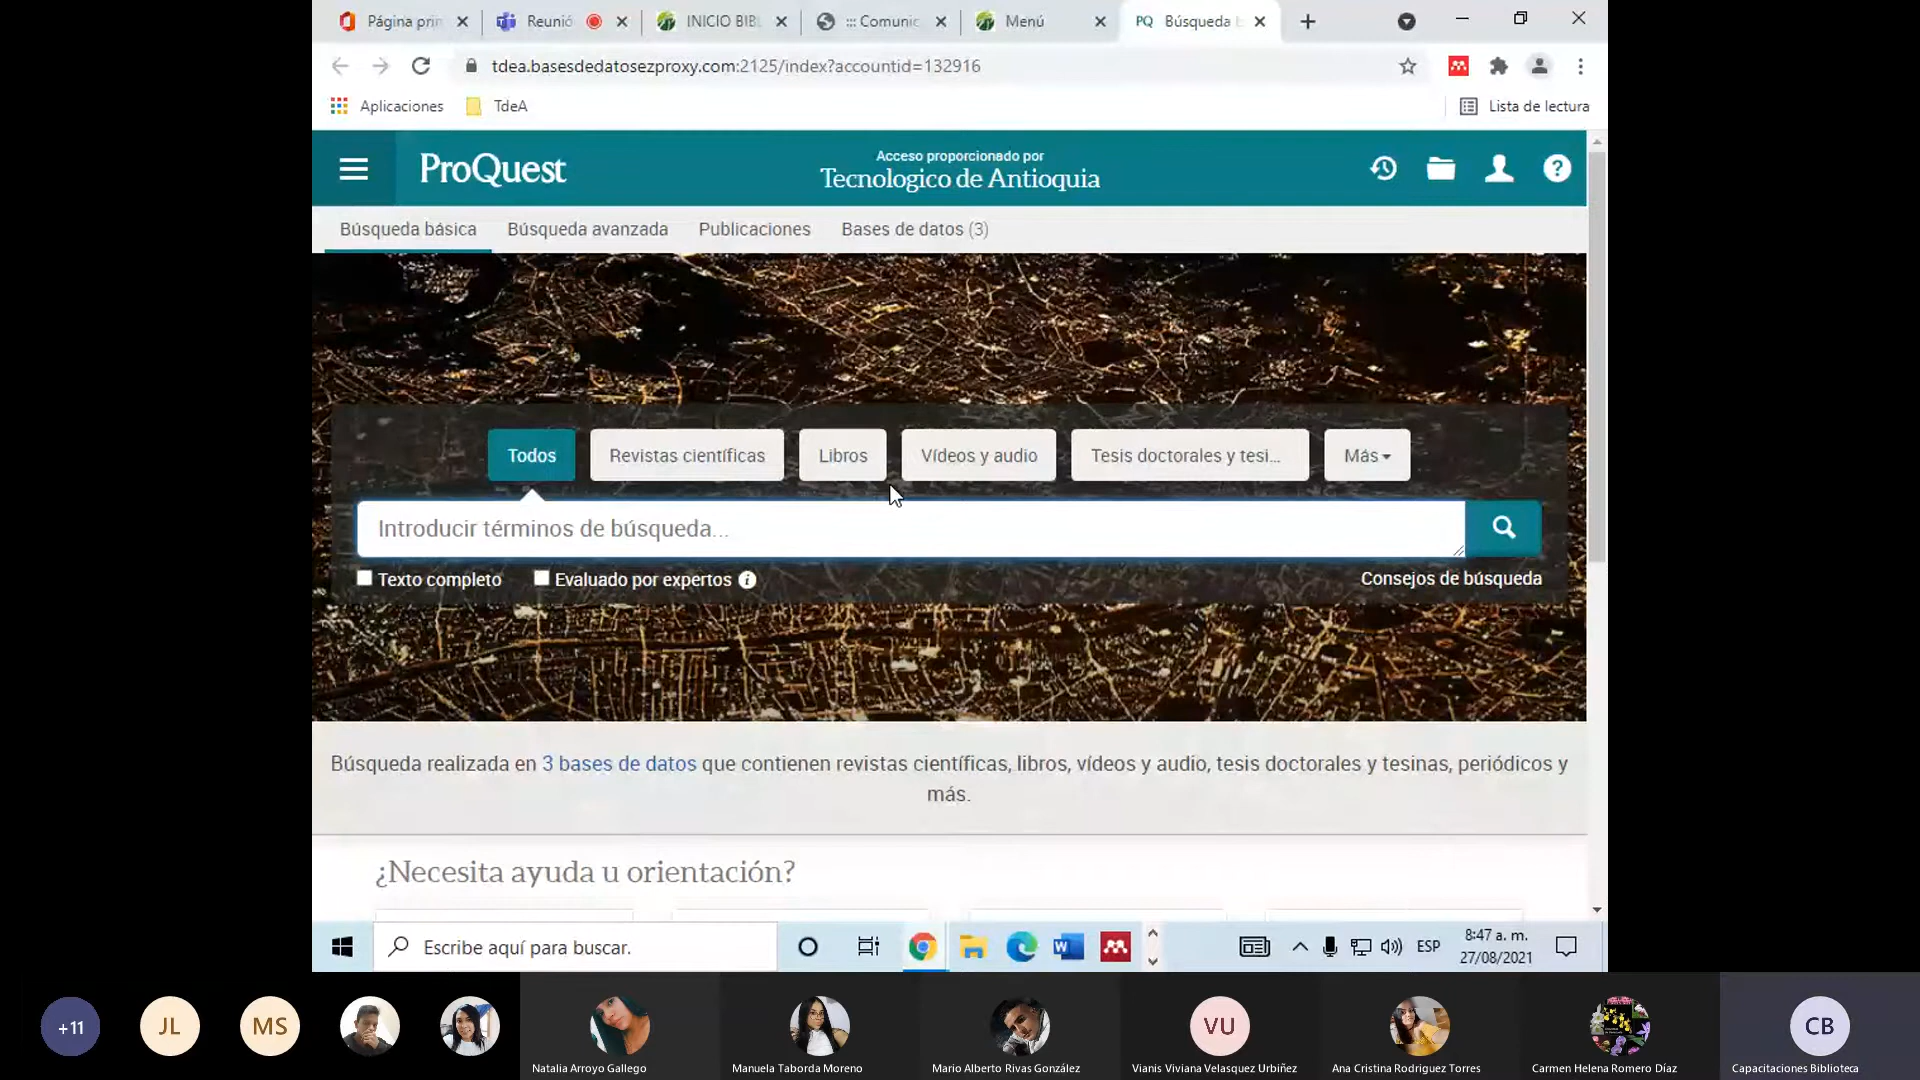 Página prin
Reunió
INICIO BIBL
::: Comunic
Menú
PQ Búsqueda b
tdea.basesdedatosezproxy.com:2125/index?accountid=132916
Aplicaciones
TdeA
Lista de lectura
ProQuest
Acceso proporcionado por
Tecnologico de Antioquia
Búsqueda básica
Búsqueda avanzada
Publicaciones
Bases de datos (3)
Todos
Revistas científicas
Libros
Vídeos y audio
Tesis doctorales y tesi...
Más
Introducir términos de búsqueda...
Texto completo
Evaluado por expertos
Consejos de búsqueda
Búsqueda realizada en 3 bases de datos que contienen revistas científicas, libros, vídeos y audio, tesis doctorales y tesinas, periódicos y
más.
¿Necesita ayuda u orientación?
Escribe aquí para buscar.
ESP
8:47 a. m.
27/08/2021
+11
JL
MS
VU
CB
Natalia Arroyo Gallego
Manuela Taborda Moreno
Mario Alberto Rivas González
Vianis Viviana Velasquez Urbiñez
Ana Cristina Rodriguez Torres
Carmen Helena Romero Díaz
Capacitaciones Biblioteca